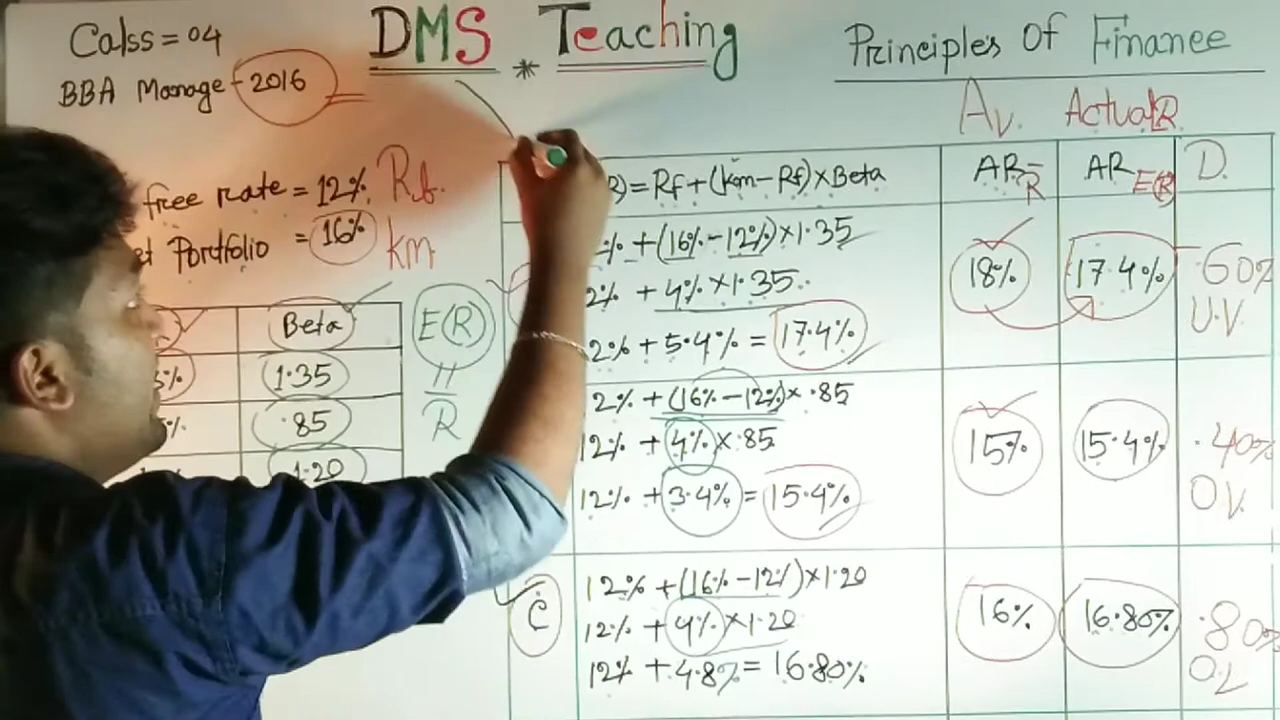 Calss = 04
BBA Manage - 2016
DMS * Teaching
Principles Of Finance
free rate = 12% Rf.
Portfolio = 16% km
Beta
1.35
.85
1.20
E(R)
=
R̄
Av. Actual R
R) = Rf + (km - Rf) × Beta
AR R̄
AR E(R)
D.
% + (16% - 12%) × 1.35
2% + 4% × 1.35.
2% + 5.4% = 17.4%
18%
17.4%
.60%
U.V.
2% + (16% - 12%) × .85
12% + 4% × .85
12% + 3.4% = 15.4%
15%
15.4%
.40%
O.V.
C
12% + (16% - 12%) × 1.20
12% + 4% × 1.20
12% + 4.8% = 16.80%
16%
16.80%
.80%